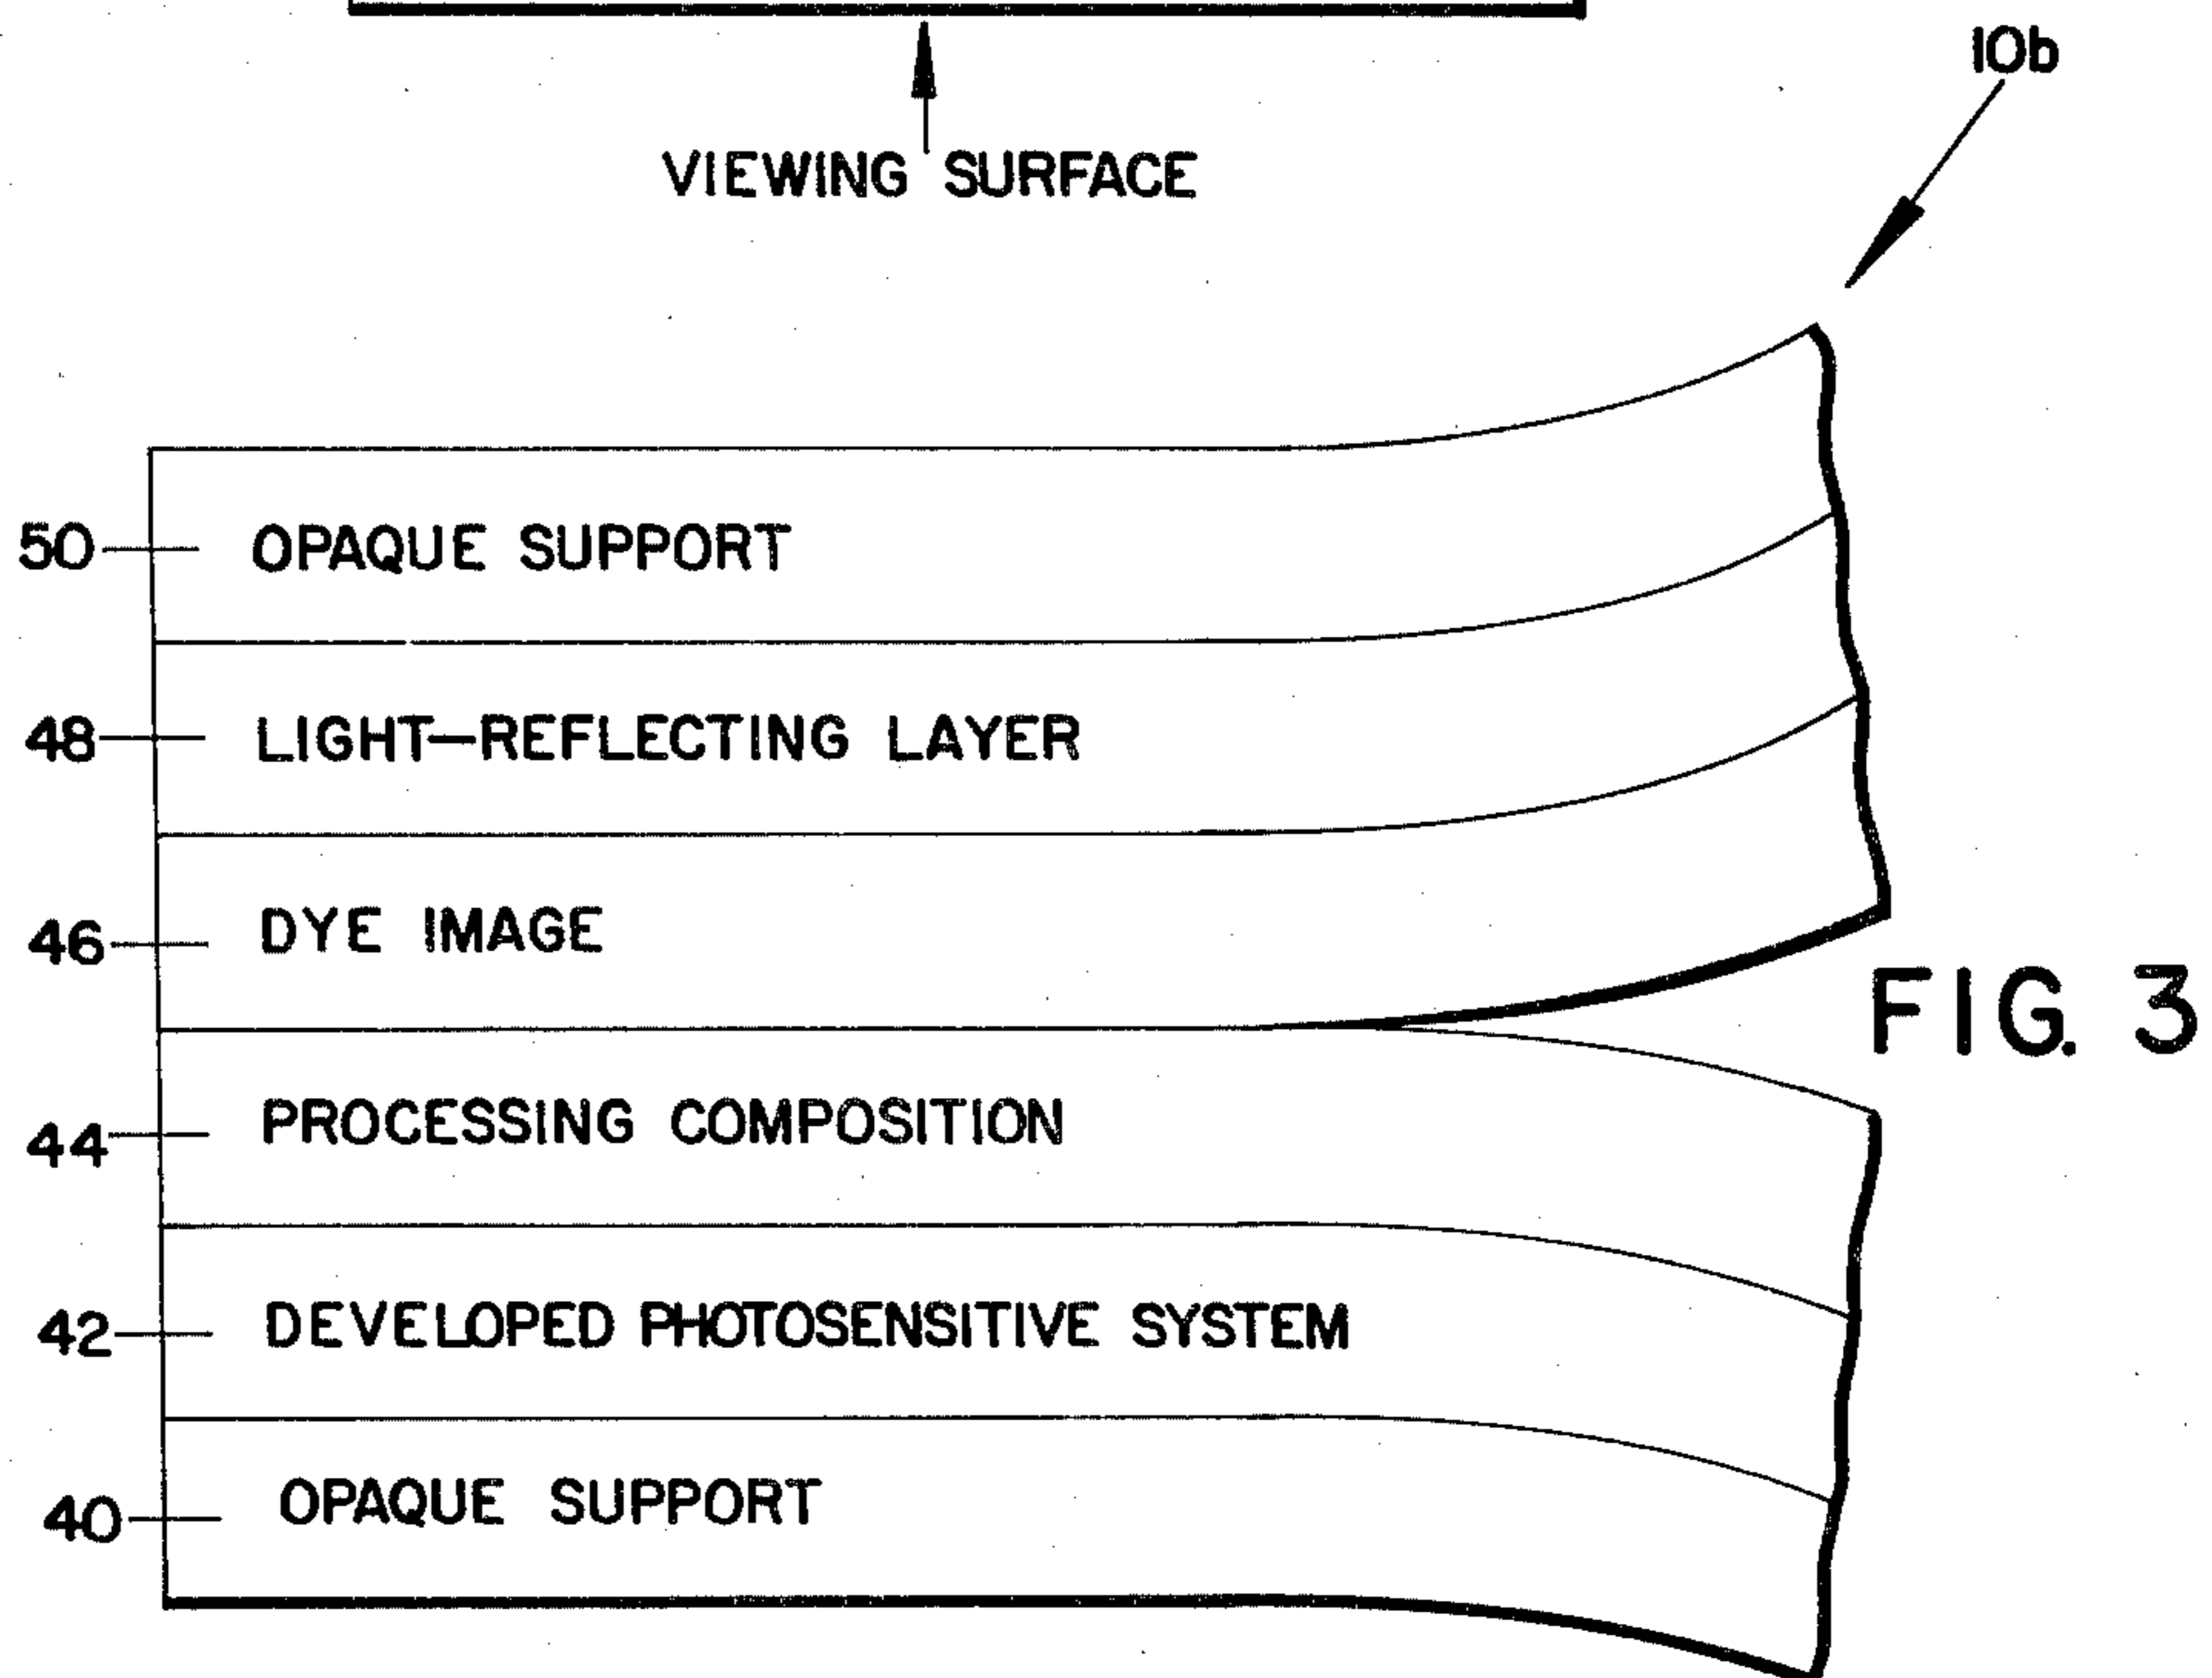 VIEWING SURFACE
10b
50 OPAQUE SUPPORT
48 LIGHT-REFLECTING LAYER
46 DYE IMAGE
FIG. 3
44 PROCESSING COMPOSITION
42 DEVELOPED PHOTOSENSITIVE SYSTEM
40 OPAQUE SUPPORT